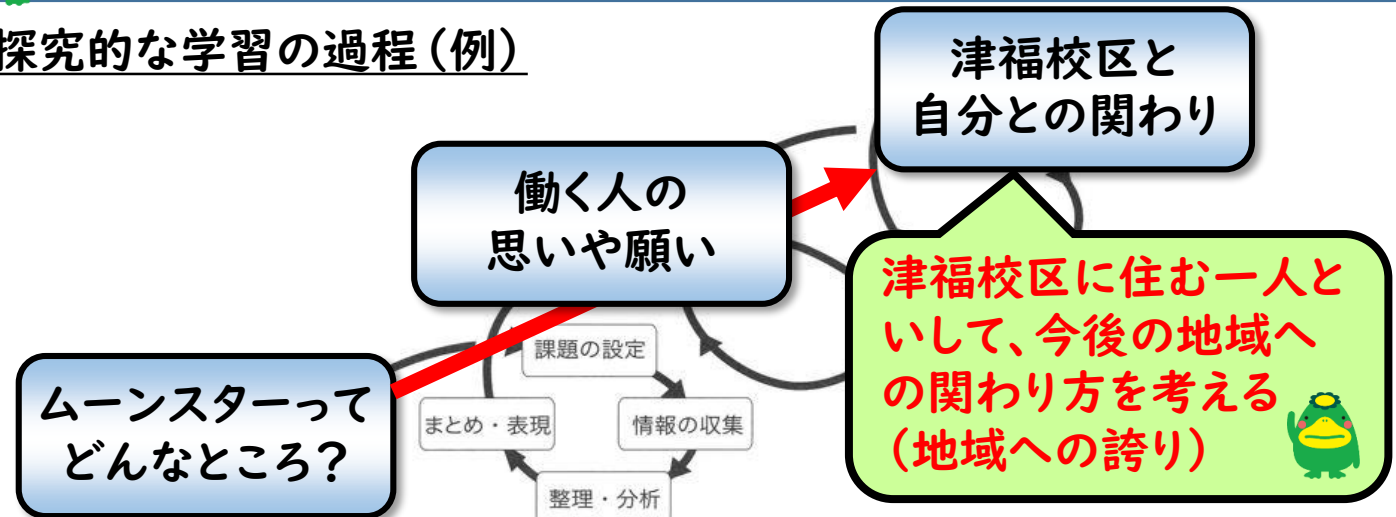 探究的な学習の過程（例）
津福校区と
自分との関わり
働く人の
思いや願い
津福校区に住む一人と
いして、今後の地域へ
の関わり方を考える
（地域への誇り）
ムーンスターって
どんなところ？
課題の設定
まとめ・表現
情報の収集
整理・分析